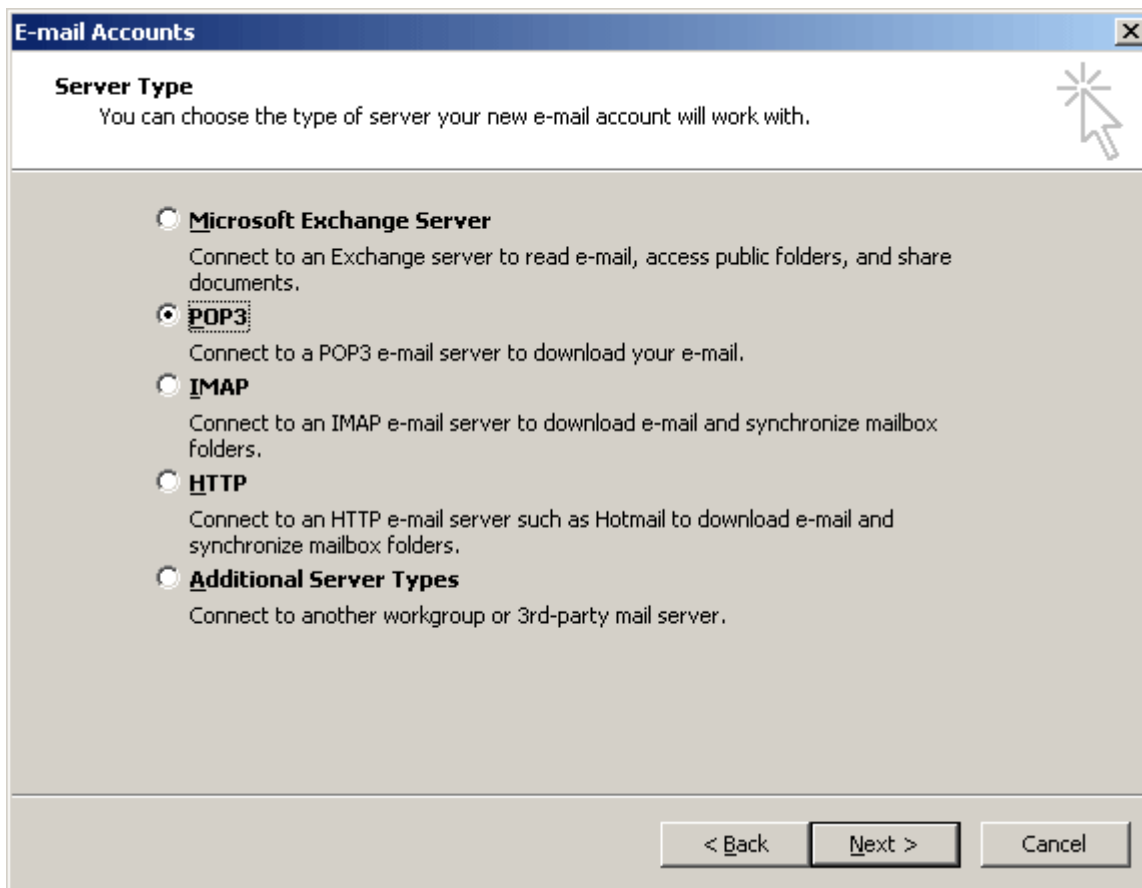 E-mail Accounts
Server Type
You can choose the type of server your new e-mail account will work with.
Microsoft Exchange Server
Connect to an Exchange server to read e-mail, access public folders, and share
documents.
POP3
Connect to a POP3 e-mail server to download your e-mail.
IMAP
Connect to an IMAP e-mail server to download e-mail and synchronize mailbox
folders.
HTTP
Connect to an HTTP e-mail server such as Hotmail to download e-mail and
synchronize mailbox folders.
Additional Server Types
Connect to another workgroup or 3rd-party mail server.
< Back Next > Cancel